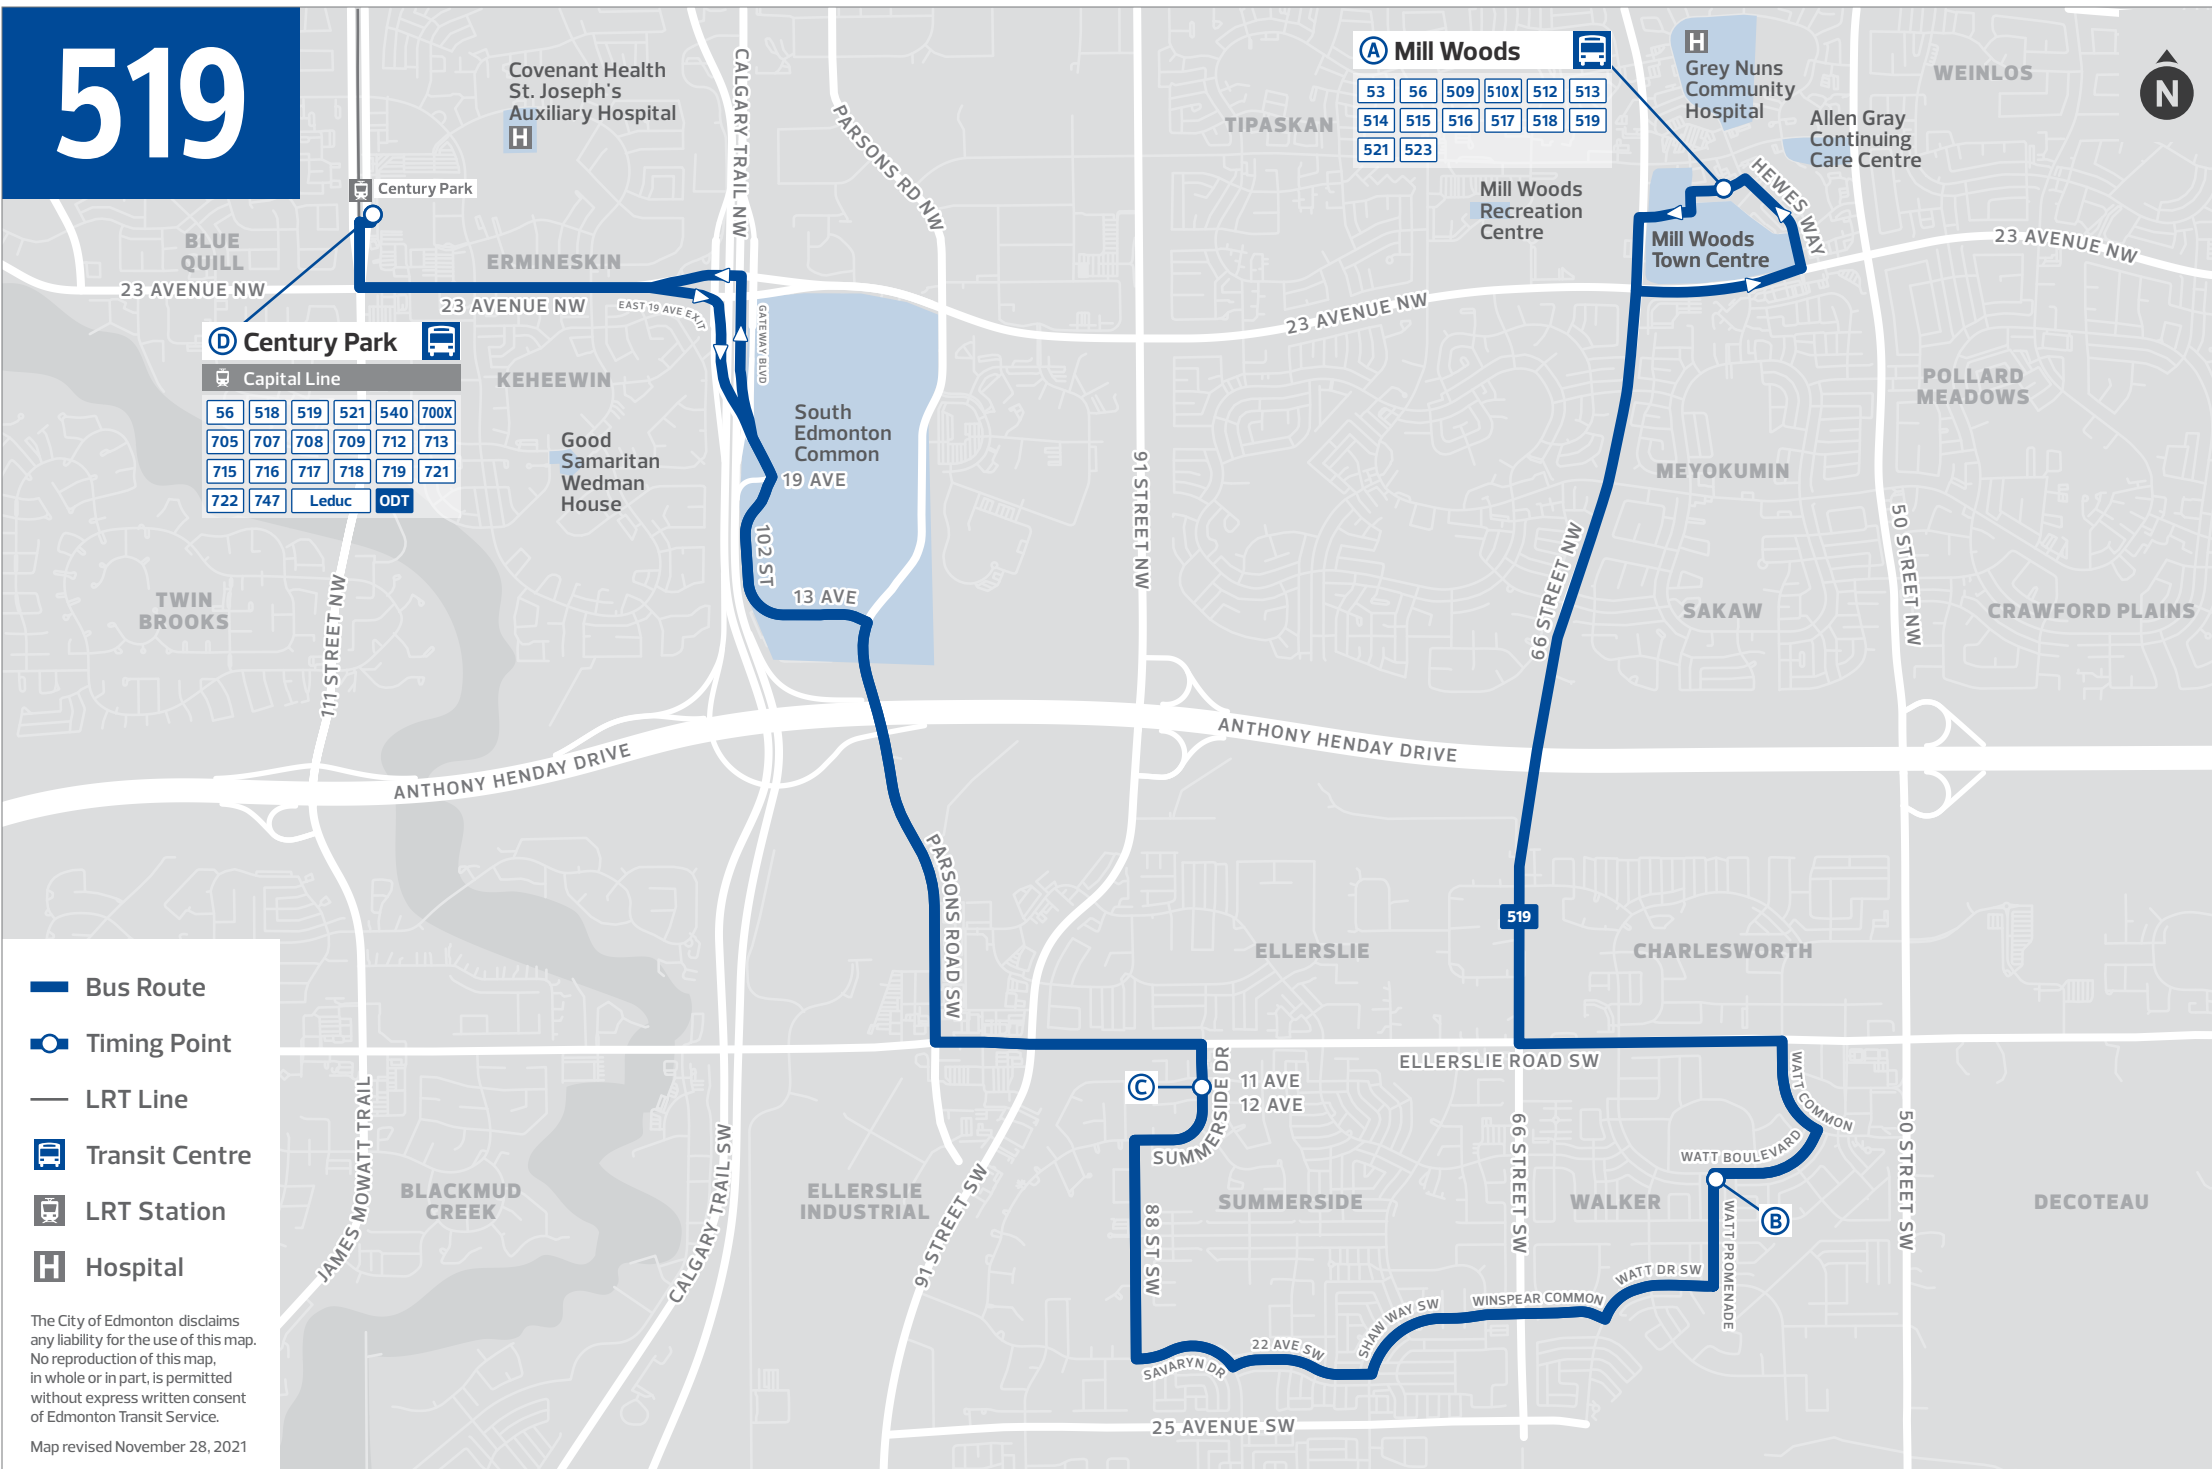 519
Covenant Health
St. Joseph's
Auxiliary Hospital
H
Century Park
BLUE
QUILL
ERMINESKIN
23 AVENUE NW
23 AVENUE NW
EAST 19 AVE EXIT
GATEWAY BLVD
CALGARY TRAIL NW
PARSONS RD NW
D Century Park
Capital Line
56 518 519 521 540 700X
705 707 708 709 712 713
715 716 717 718 719 721
722 747 Leduc ODT
KEHEEWIN
Good
Samaritan
Wedman
House
South
Edmonton
Common
19 AVE
102 ST
13 AVE
TWIN
BROOKS
111 STREET NW
ANTHONY HENDAY DRIVE
TIPASKAN
A Mill Woods
53 56 509 510X 512 513
514 515 516 517 518 519
521 523
H
Grey Nuns
Community
Hospital
WEINLOS
N
Allen Gray
Continuing
Care Centre
Mill Woods
Recreation
Centre
HEWES WAY
Mill Woods
Town Centre
23 AVENUE NW
23 AVENUE NW
91 STREET NW
POLLARD
MEADOWS
MEYOKUMIN
66 STREET NW
50 STREET NW
SAKAW
CRAWFORD PLAINS
ANTHONY HENDAY DRIVE
PARSONS ROAD SW
519
ELLERSLIE
CHARLESWORTH
ELLERSLIE ROAD SW
C
SUMMERSIDE DR
11 AVE
12 AVE
WATT COMMON
WATT BOULEVARD
B
WATT PROMENADE
WATT DR SW
WINSPEAR COMMON
SHAW WAY SW
22 AVE SW
SAVARYN DR
88 ST SW
SUMMERSIDE
WALKER
66 STREET SW
50 STREET SW
DECOTEAU
25 AVENUE SW
91 STREET SW
ELLERSLIE
INDUSTRIAL
CALGARY TRAIL SW
BLACKMUD
CREEK
JAMES MOWATT TRAIL
Bus Route
Timing Point
LRT Line
Transit Centre
LRT Station
H Hospital
The City of Edmonton disclaims
any liability for the use of this map.
No reproduction of this map,
in whole or in part, is permitted
without express written consent
of Edmonton Transit Service.
Map revised November 28, 2021